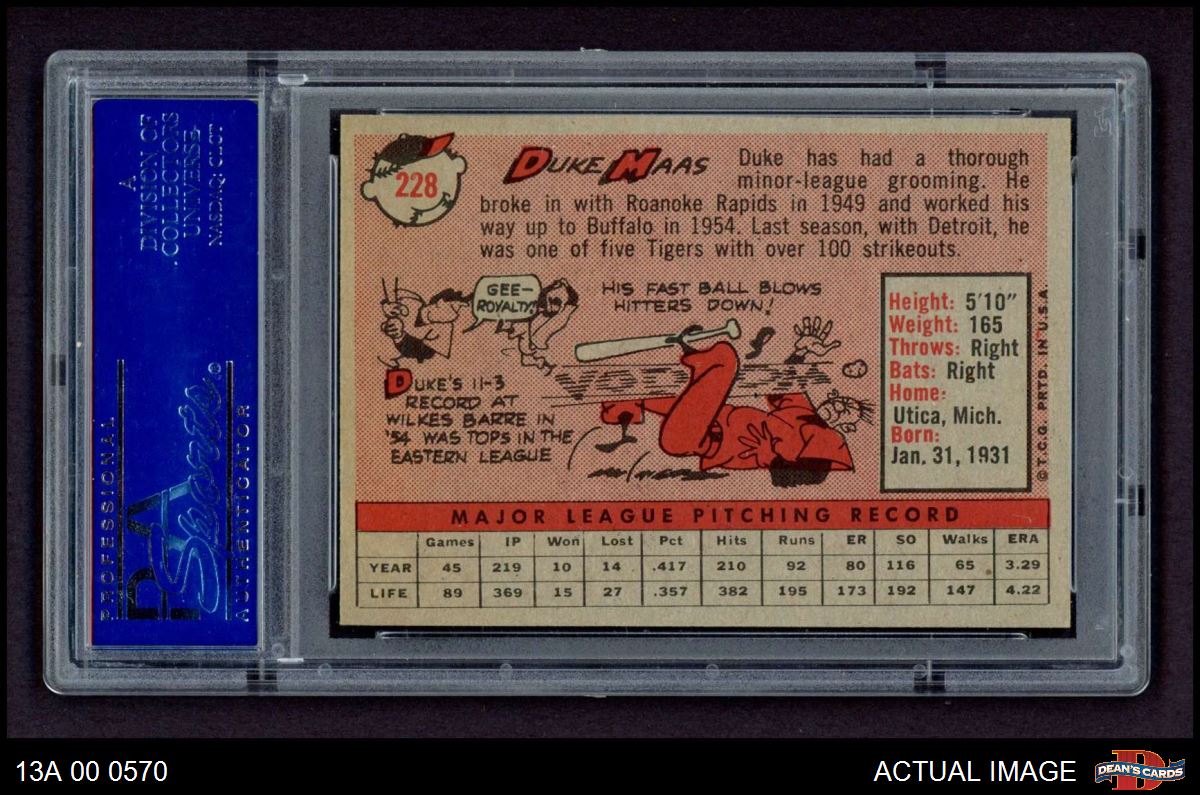 A
DIVISION OF
COLLECTORS
UNIVERSE
NASDAQ: CLCT
PROFESSIONAL
PSA
Sports
AUTHENTICATOR
228
DUKE MAAS
Duke has had a thorough
minor-league grooming. He
broke in with Roanoke Rapids in 1949 and worked his
way up to Buffalo in 1954. Last season, with Detroit, he
was one of five Tigers with over 100 strikeouts.
GEE-
ROYALTY!
HIS FAST BALL BLOWS
HITTERS DOWN!
DUKE'S 11-3
RECORD AT
WILKES BARRE IN
'54 WAS TOPS IN THE
EASTERN LEAGUE
Height: 5'10"
Weight: 165
Throws: Right
Bats: Right
Home:
Utica, Mich.
Born:
Jan. 31, 1931
© T.C.G. PRTD. IN U.S.A.
MAJOR LEAGUE PITCHING RECORD
Games IP Won Lost Pct Hits Runs ER SO Walks ERA
YEAR 45 219 10 14 .417 210 92 80 116 65 3.29
LIFE 89 369 15 27 .357 382 195 173 192 147 4.22
13A 00 0570
ACTUAL IMAGE
D
DEAN'S CARDS